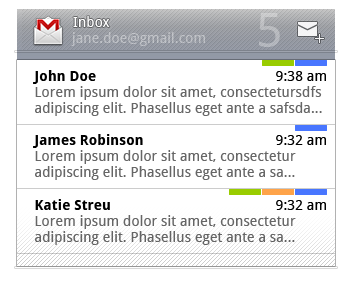 Inbox
jane.doe@gmail.com
5
John Doe 9:38 am
Lorem ipsum dolor sit amet, consectetursdfs
adipiscing elit. Phasellus eget ante a safsda...
James Robinson 9:32 am
Lorem ipsum dolor sit amet, consectetur
adipiscing elit. Phasellus eget ante a sa...
Katie Streu 9:32 am
Lorem ipsum dolor sit amet, consectetur
adipiscing elit. Phasellus eget ante a sa...